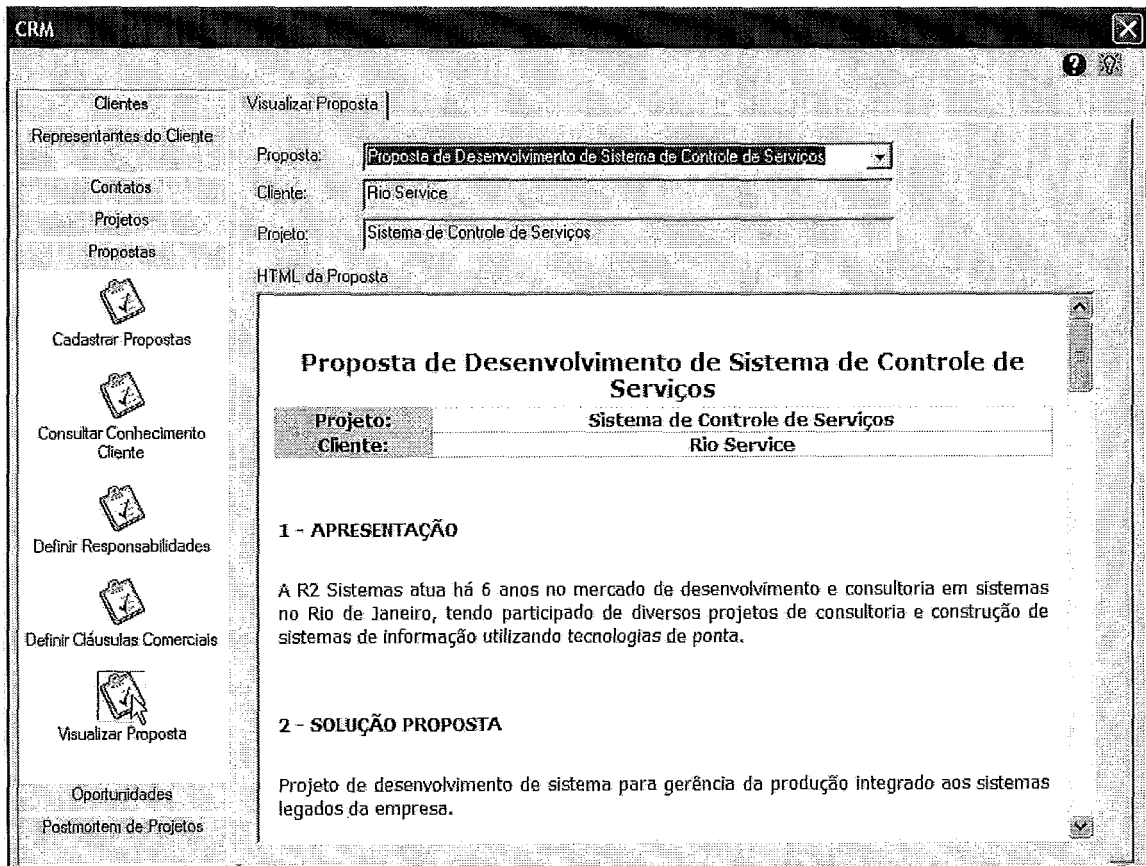 CRM
Clientes
Representantes do Cliente
Contatos
Projetos
Propostas
Cadastrar Propostas
Consultar Conhecimento
Cliente
Definir Responsabilidades
Definir Cláusulas Comerciais
Visualizar Proposta
Oportunidades
Postmortem de Projetos
Visualizar Proposta
Proposta: Proposta de Desenvolvimento de Sistema de Controle de Serviços
Cliente: Rio Service
Projeto: Sistema de Controle de Serviços
HTML da Proposta
Proposta de Desenvolvimento de Sistema de Controle de
Serviços
Projeto: Sistema de Controle de Serviços
Cliente: Rio Service
1 - APRESENTAÇÃO
A R2 Sistemas atua há 6 anos no mercado de desenvolvimento e consultoria em sistemas
no Rio de Janeiro, tendo participado de diversos projetos de consultoria e construção de
sistemas de informação utilizando tecnologias de ponta.
2 - SOLUÇÃO PROPOSTA
Projeto de desenvolvimento de sistema para gerência da produção integrado aos sistemas
legados da empresa.